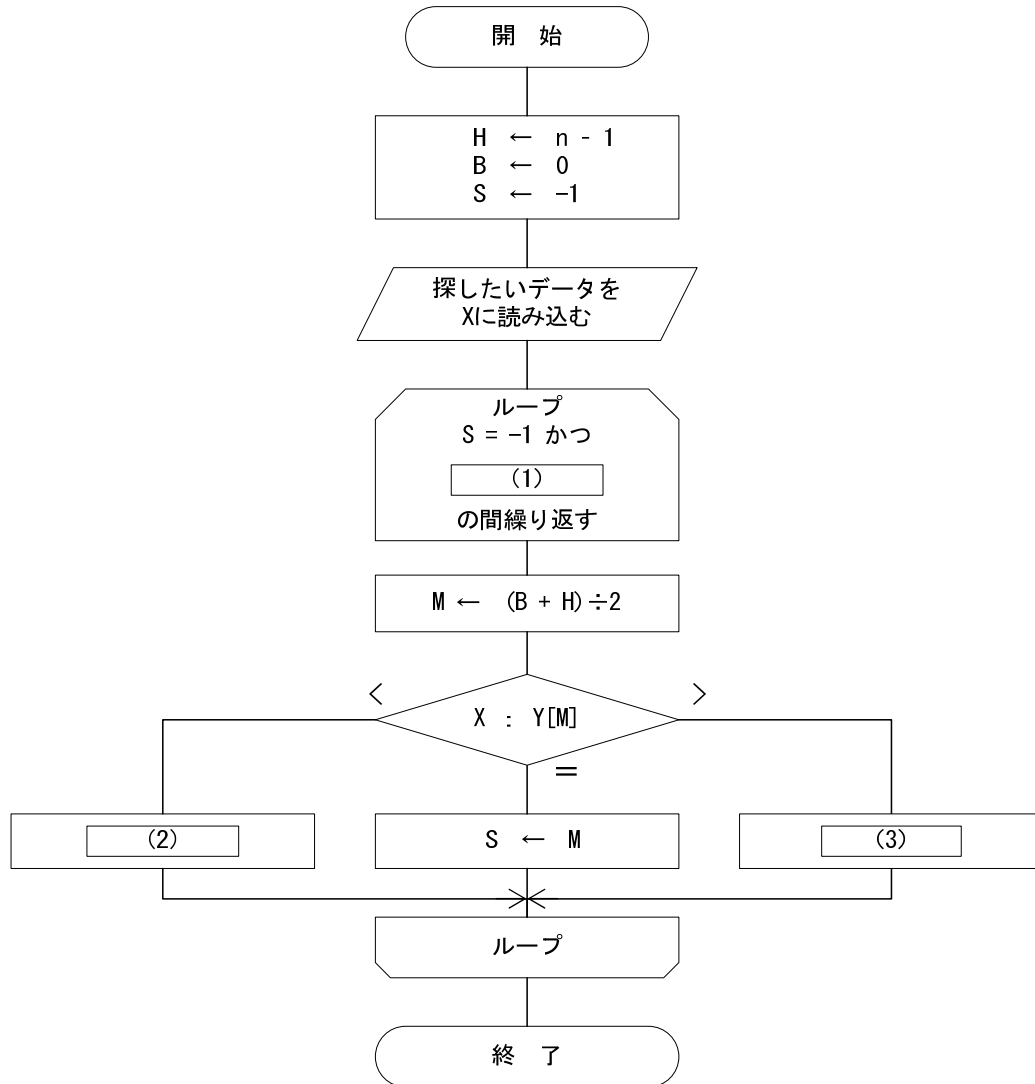 開 始
H ← n - 1
B ← 0
S ← -1
探したいデータを
Xに読み込む
ループ
S = -1 かつ
(1)
の間繰り返す
M ← (B + H)÷2
<
>
X : Y[M]
=
(2)
S ← M
(3)
ループ
終 了